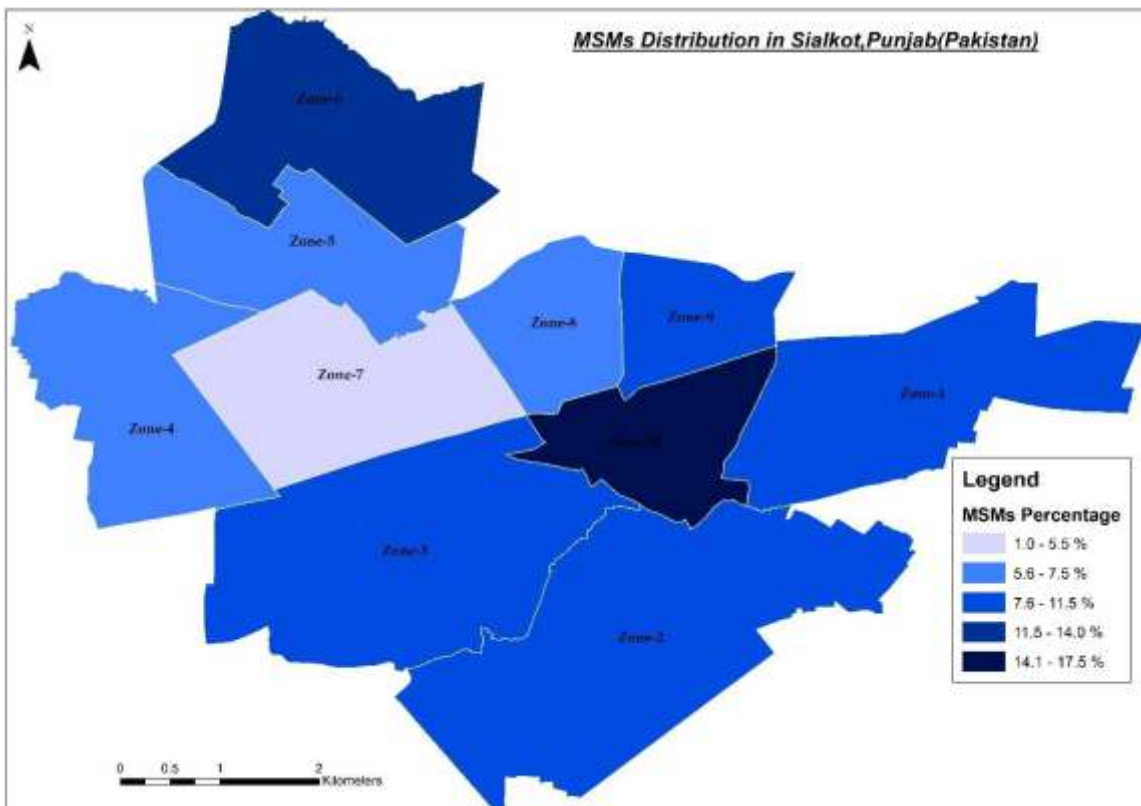 N
MSMs Distribution in Sialkot,Punjab(Pakistan)
Zone-6
Zone-5
Zone-8
Zone-9
Zone-7
Zone-1
Zone-4
Zone-3
Zone-2
Legend
MSMs Percentage
1.0 - 5.5 %
5.6 - 7.5 %
7.6 - 11.5 %
11.5 - 14.0 %
14.1 - 17.5 %
0 0.5 1 2
Kilometers